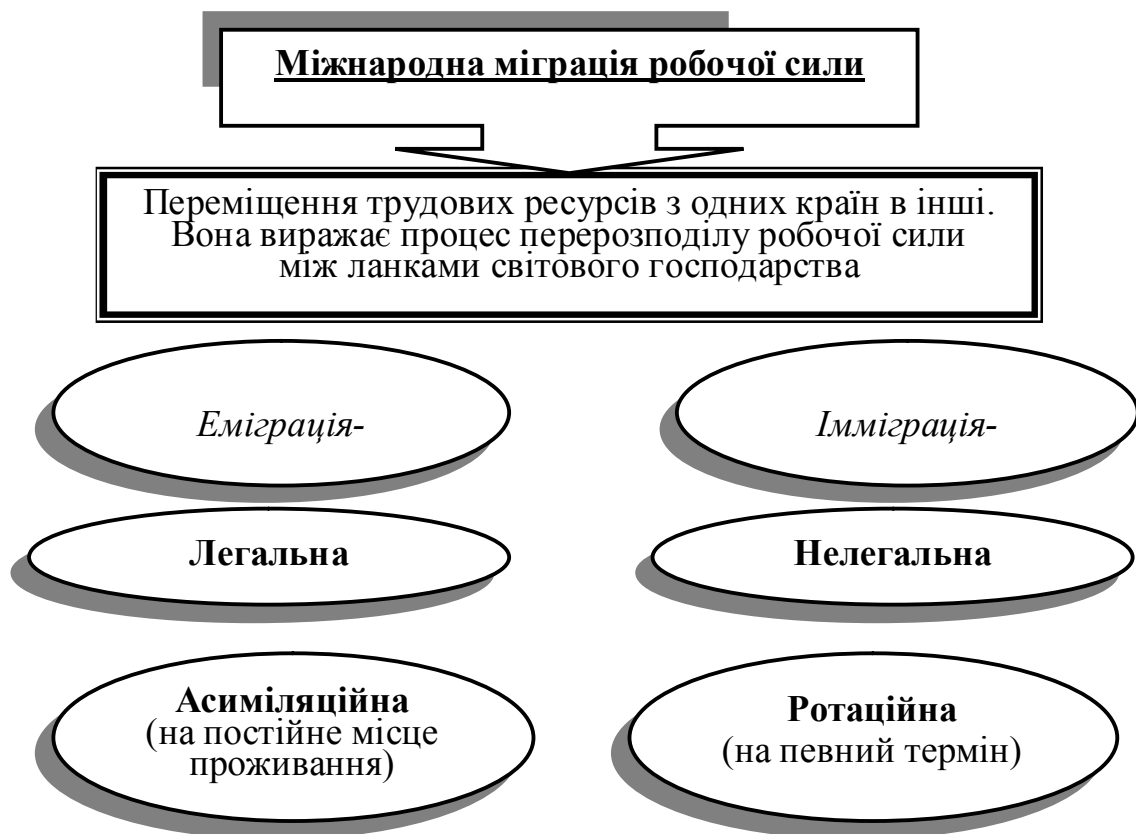 Міжнародна міграція робочої сили
Переміщення трудових ресурсів з одних країн в інші.
Вона виражає процес перерозподілу робочої сили
між ланками світового господарства
Еміграція-
Імміграція-
Легальна
Нелегальна
Асиміляційна
(на постійне місце
проживання)
Ротаційна
(на певний термін)